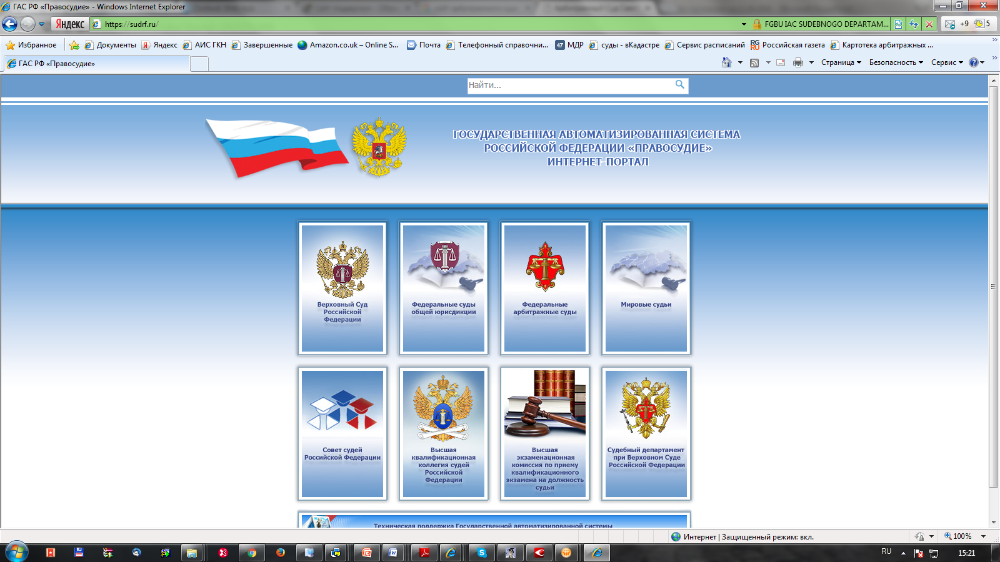 ГАС РФ «Правосудие» - Windows Internet Explorer
Яндекс https://sudrf.ru/ FGBU IAC SUDEBNOGO DEPARTAM... +9 5
Избранное Документы Яндекс АИС ГКН Завершенные Amazon.co.uk – Online S... Почта Телефонный справочни... 47 МДР суды - вКадастре Сервис расписаний RG RU Российская газета Картотека арбитражных ...
ГАС РФ «Правосудие» Страница Безопасность Сервис
Найти...
ГОСУДАРСТВЕННАЯ АВТОМАТИЗИРОВАННАЯ СИСТЕМА
РОССИЙСКОЙ ФЕДЕРАЦИИ «ПРАВОСУДИЕ»
ИНТЕРНЕТ-ПОРТАЛ
Верховный Суд
Российской
Федерации
Федеральные суды
общей юрисдикции
Федеральные
арбитражные суды
Мировые судьи
Совет судей
Российской Федерации
Высшая
квалификационная
коллегия судей
Российской
Федерации
Высшая
экзаменационная
комиссия по приему
квалификационного
экзамена на должность
судьи
Судебный департамент
при Верховном Суде
Российской Федерации
Техническая поддержка Государственной автоматизированной системы
Интернет | Защищенный режим: вкл. 100%
RU 15:21